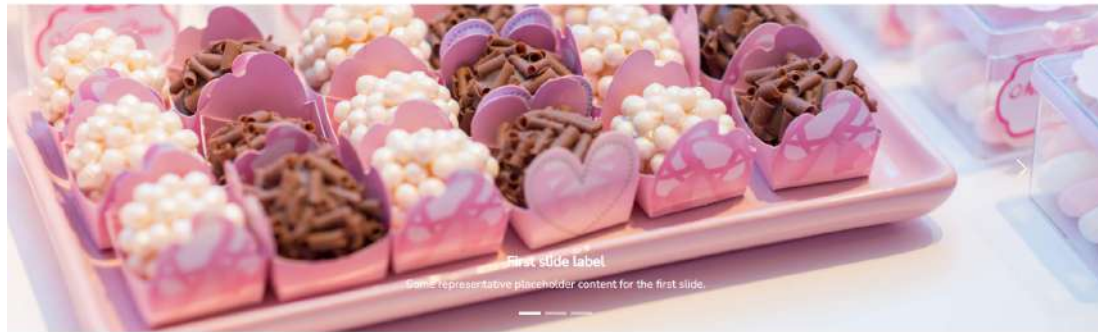 First slide label
Some representative placeholder content for the first slide.